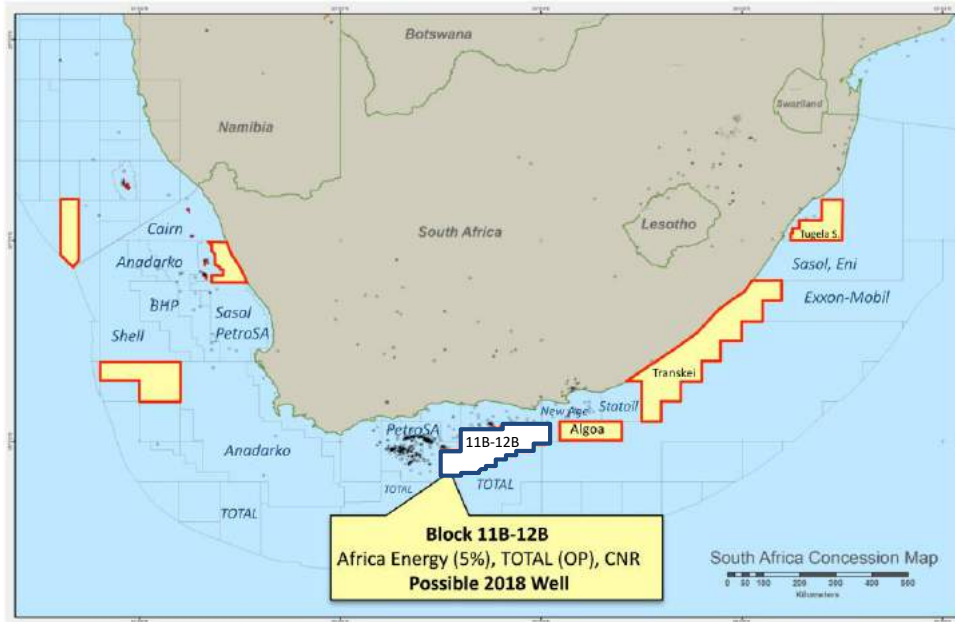 Botswana
Swaziland
Namibia
South Africa
Lesotho
Cairn
Anadarko
BHP
Shell
Sasol
PetroSA
Tugela S.
Sasol, Eni
Exxon-Mobil
Transkei
Statoil
New Age
Algoa
PetroSA
11B-12B
Anadarko
TOTAL
TOTAL
TOTAL
Block 11B-12B
Africa Energy (5%), TOTAL (OP), CNR
Possible 2018 Well
South Africa Concession Map
0 50 100 200 300 400 500
Kilometers